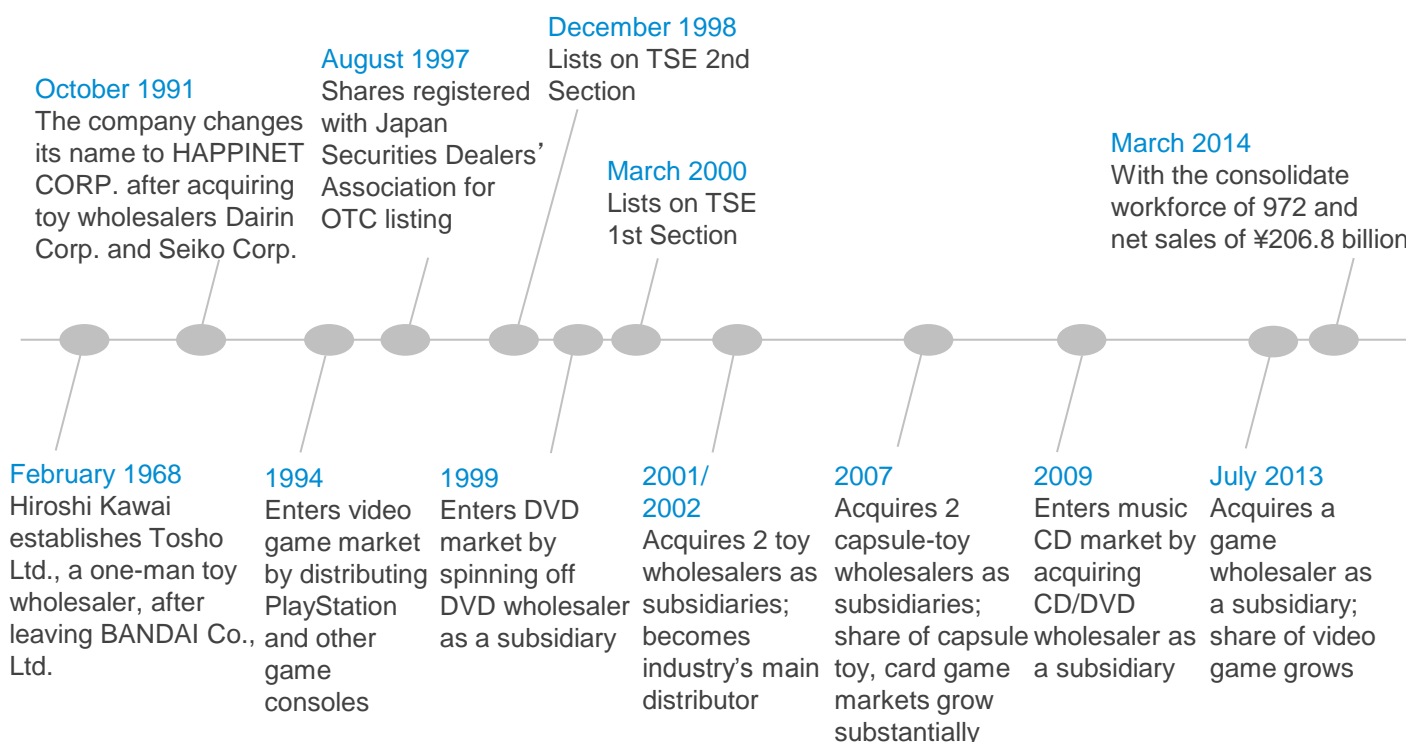 December 1998
Lists on TSE 2nd
Section
August 1997
Shares registered
with Japan
Securities Dealers’
Association for
OTC listing
October 1991
The company changes
its name to HAPPINET
CORP. after acquiring
toy wholesalers Dairin
Corp. and Seiko Corp.
March 2000
Lists on TSE
1st Section
March 2014
With the consolidate
workforce of 972 and
net sales of ¥206.8 billion
February 1968
Hiroshi Kawai
establishes Tosho
Ltd., a one-man toy
wholesaler, after
leaving BANDAI Co.,
Ltd.
1994
Enters video
game market
by distributing
PlayStation
and other
game
consoles
1999
Enters DVD
market by
spinning off
DVD wholesaler
as a subsidiary
2001/
2002
Acquires 2 toy
wholesalers as
subsidiaries;
becomes
industry’s main
distributor
2007
Acquires 2
capsule-toy
wholesalers as
subsidiaries;
share of capsule
toy, card game
markets grow
substantially
2009
Enters music
CD market by
acquiring
CD/DVD
wholesaler as
a subsidiary
July 2013
Acquires a
game
wholesaler as
a subsidiary;
share of video
game grows